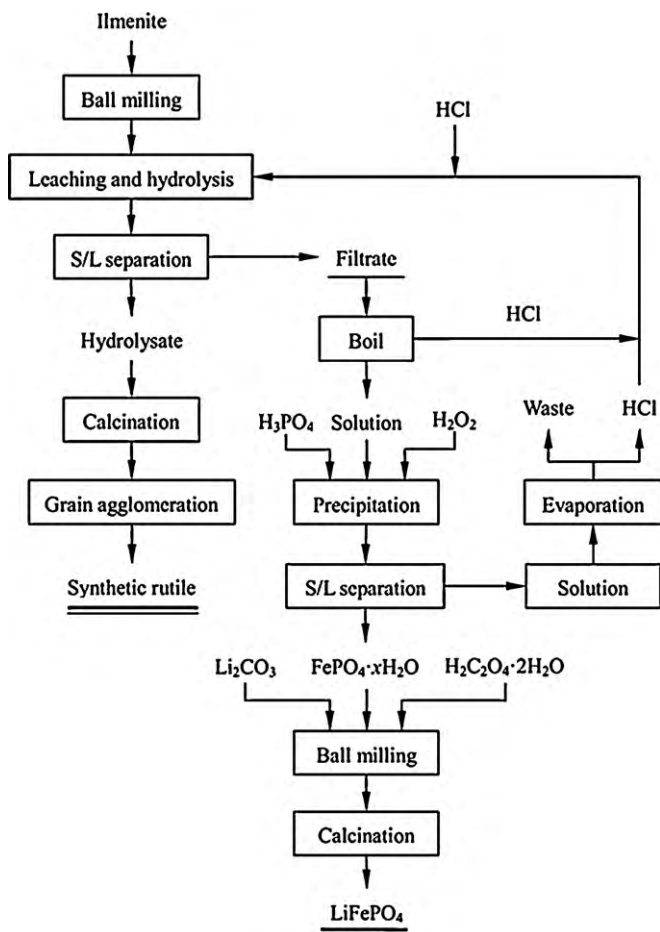 Ilmenite
Ball milling
HCl
Leaching and hydrolysis
S/L separation
Filtrate
Hydrolysate
Boil
HCl
Calcination
H₃PO₄
Solution
H₂O₂
Waste
HCl
Grain agglomcration
Precipitation
Evaporation
Synthetic rutile
S/L separation
Solution
Li₂CO₃
FePO₄·xH₂O
H₂C₂O₄·2H₂O
Ball milling
Calcination
LiFePO₄